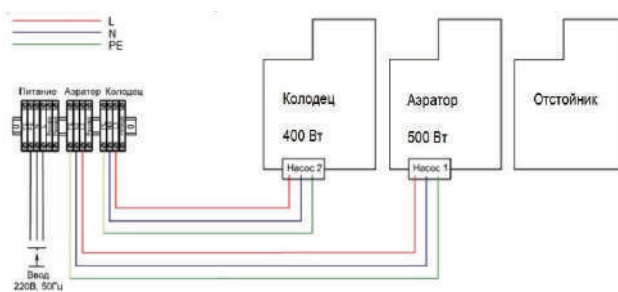 L
N
PE
Питание Аэратор Колодец
Колодец
400 Вт
Аэратор
500 Вт
Отстойник
Насос 2
Насос 1
Ввод
220В, 50Гц